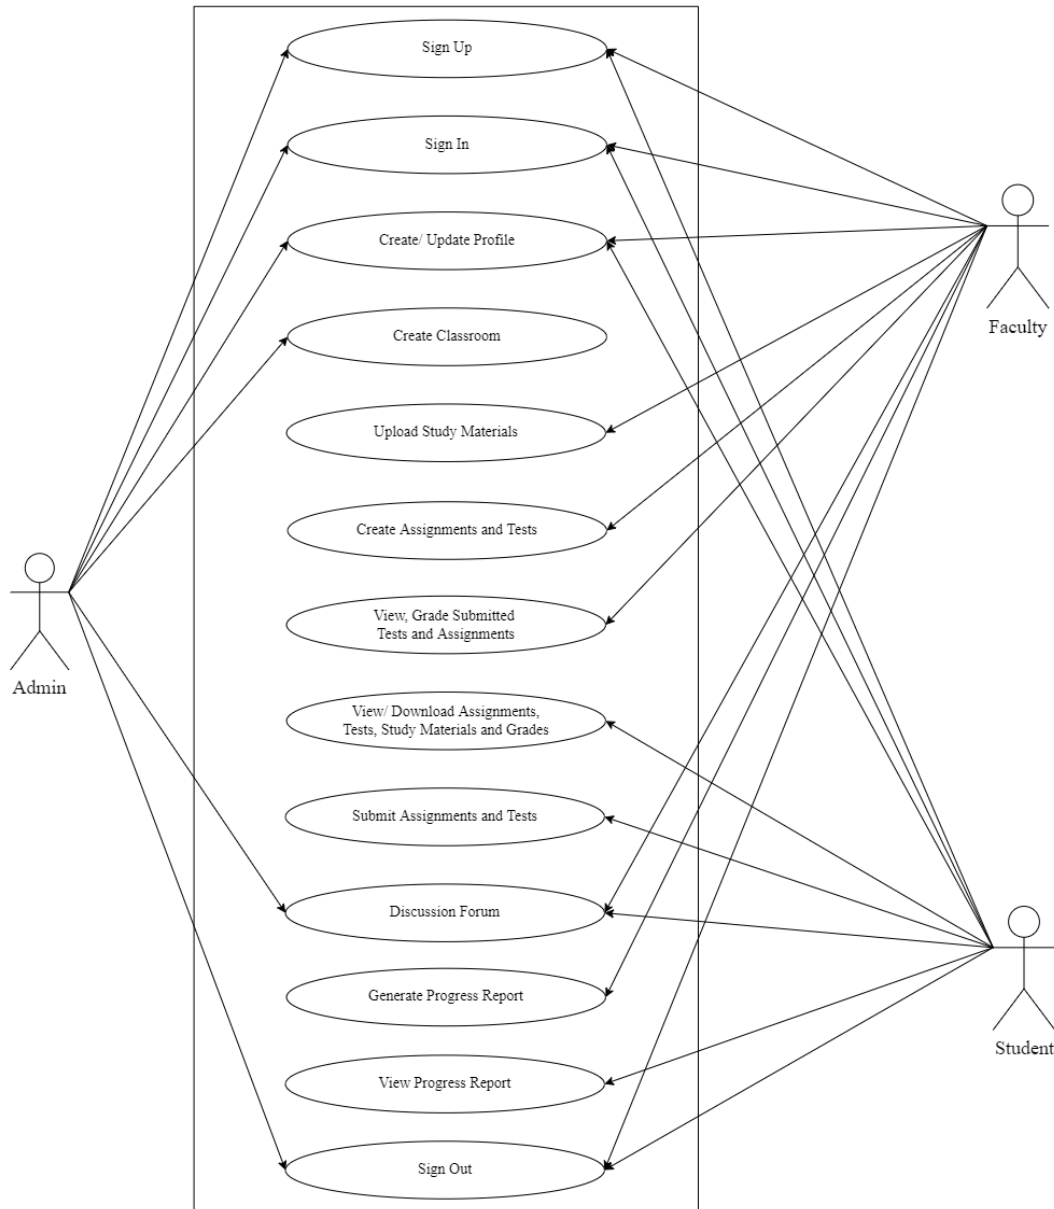 Sign Up
Sign In
Create/ Update Profile
Faculty
Create Classroom
Upload Study Materials
Create Assignments and Tests
View, Grade Submitted
Tests and Assignments
Admin
View/ Download Assignments,
Tests, Study Materials and Grades
Submit Assignments and Tests
Discussion Forum
Generate Progress Report
Student
View Progress Report
Sign Out